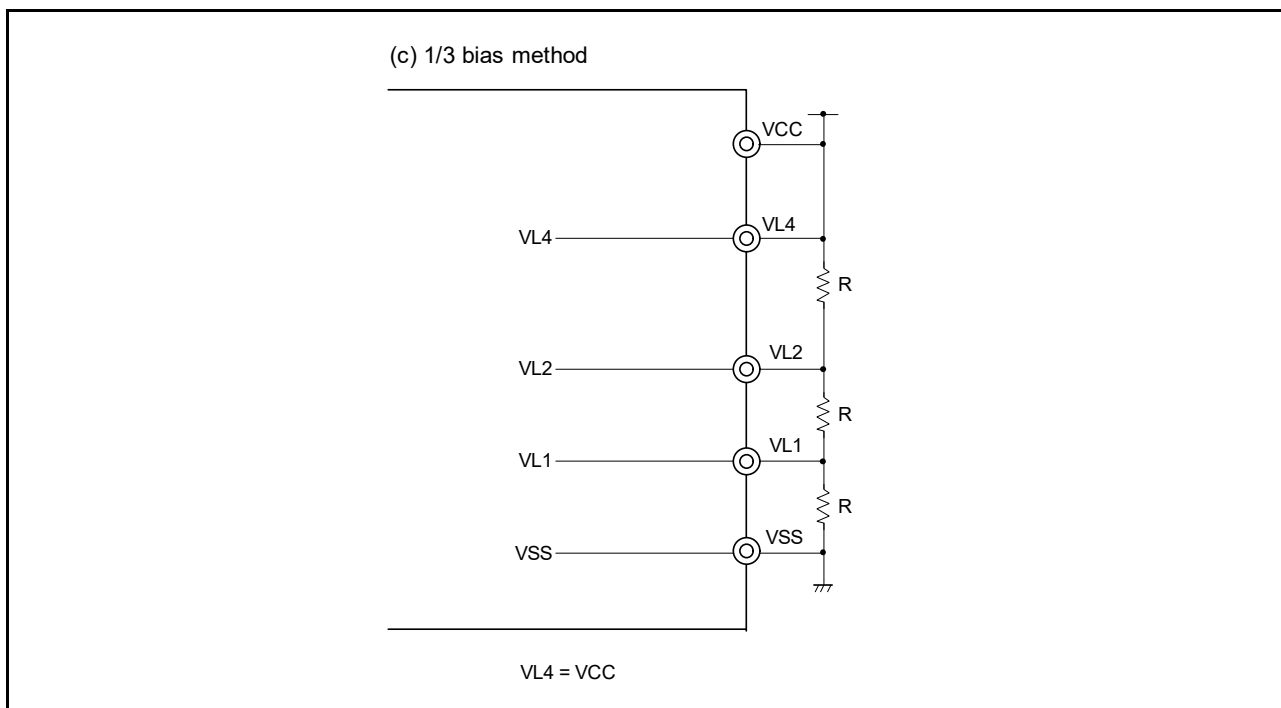 (c) 1/3 bias method
VCC
VL4
VL4
R
VL2
VL2
R
VL1
VL1
R
VSS
VSS
VL4 = VCC